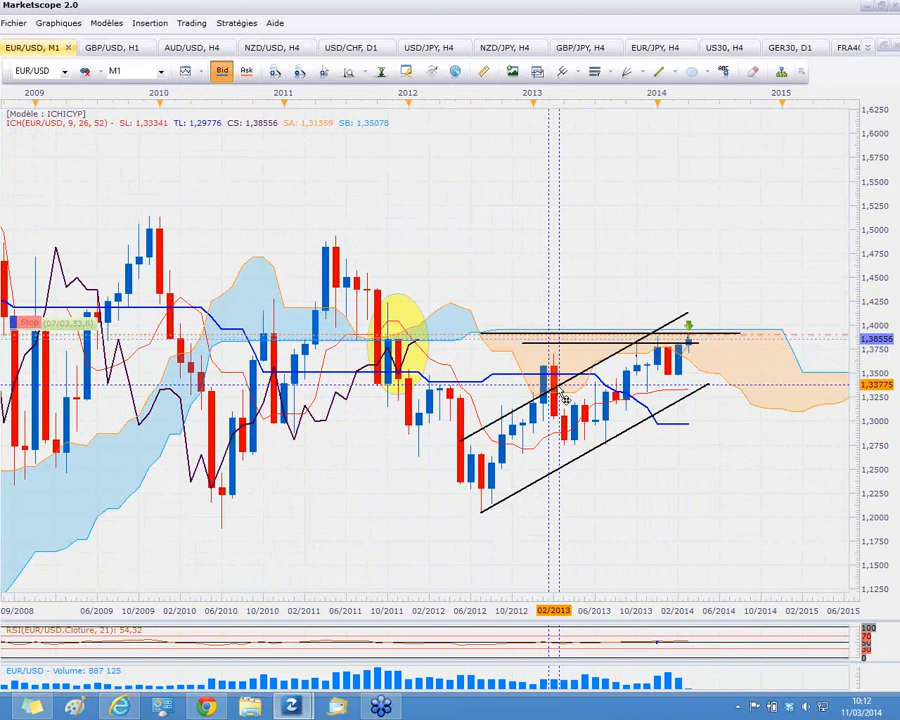 Marketscope 2.0
Fichier Graphiques Modèles Insertion Trading Stratégies Aide
EUR/USD, M1 GBP/USD, H1 AUD/USD, H4 NZD/USD, H4 USD/CHF, D1 USD/JPY, H4 NZD/JPY, H4 GBP/JPY, H4 EUR/JPY, H4 US30, H4 GER30, D1 FRA40
EUR/USD M1 Bid Ask ABC
2009 2010 2011 2012 2013 2014 2015
[Modèle : ICHICYP]
ICH(EUR/USD, 9, 26, 52) - SL: 1,33341 TL: 1,29776 CS: 1,38556 SA: 1,31559 SB: 1,35078
1,6250
1,6000
1,5750
1,5500
1,5250
1,5000
1,4750
1,4500
1,4250
1,4000
Stop (07/03,33,8)
1,38556
1,3750
1,3500
1,33775
1,3250
1,3000
1,2750
1,2500
1,2250
1,2000
1,1750
1,1500
1,1250
09/2008 06/2009 10/2009 02/2010 06/2010 10/2010 02/2011 06/2011 10/2011 02/2012 06/2012 10/2012 02/2013 06/2013 10/2013 02/2014 06/2014 10/2014 02/2015 06/2015
RSI(EUR/USD.Cloture, 21): 54,32
100
70
30
0
EUR/USD - Volume: 887 125
10:12
11/03/2014